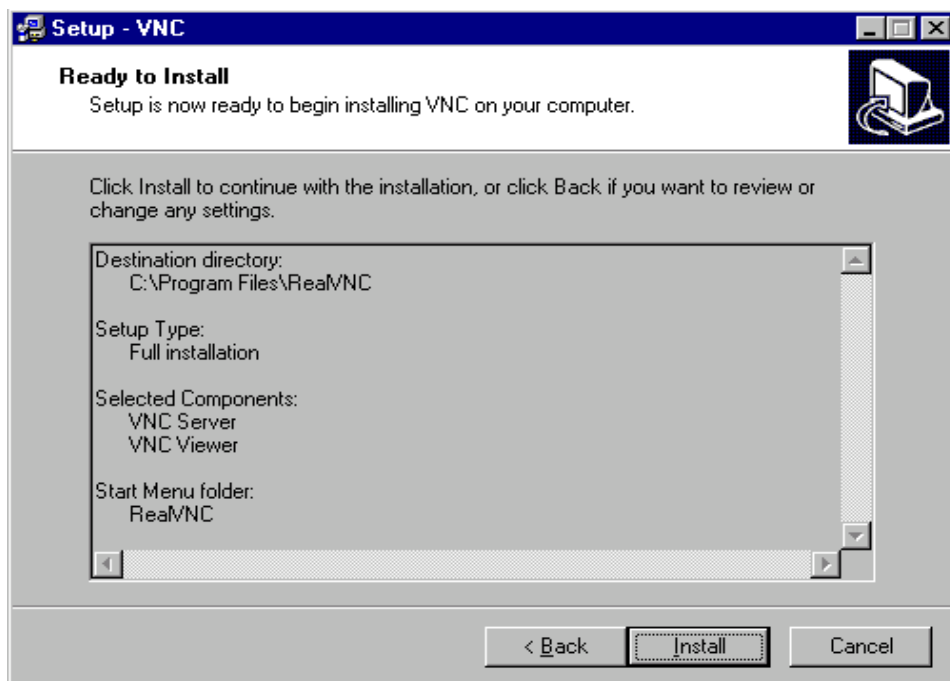 Setup - VNC
Ready to Install
Setup is now ready to begin installing VNC on your computer.
Click Install to continue with the installation, or click Back if you want to review or
change any settings.
Destination directory:
C:\Program Files\RealVNC
Setup Type:
Full installation
Selected Components:
VNC Server
VNC Viewer
Start Menu folder:
RealVNC
< Back
Install
Cancel